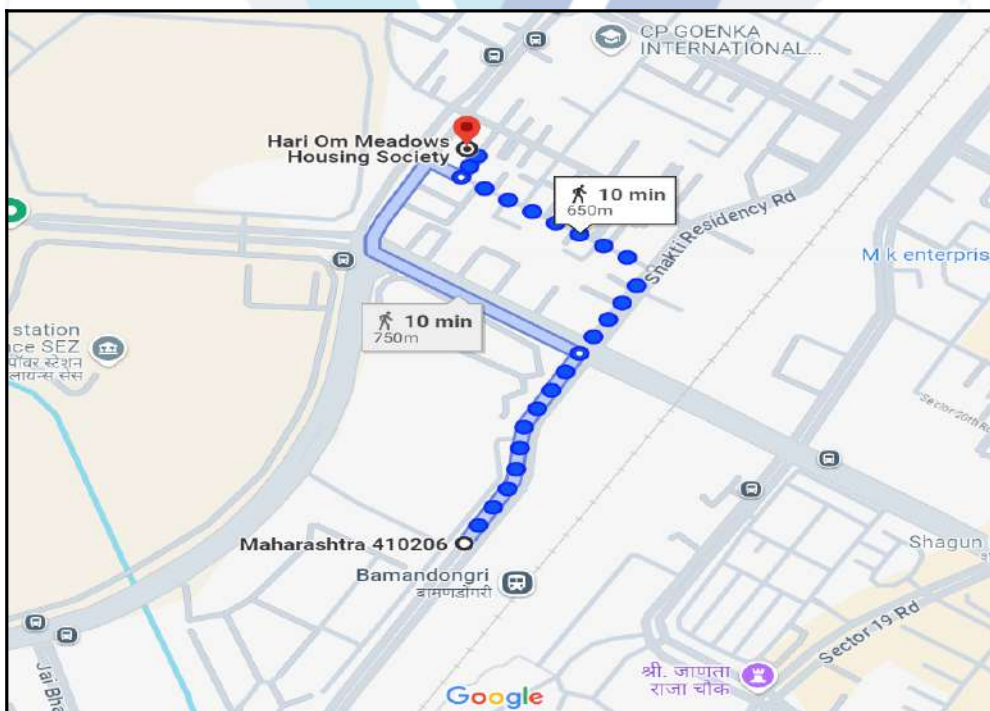 CP GOENKA
INTERNATIONAL...
Hari Om Meadows
Housing Society
10 min
650m
Shakti Residency Rd
M k enterpris
10 min
750m
station
ce SEZ
पॉवर स्टेशन
लायन्स सेस
Sector 20th Rd
Maharashtra 410206
Bamandongri
बामणडोंगरी
Shagun
Sector 19 Rd
श्री. जाणता
राजा चौक
Jai Bha
Google